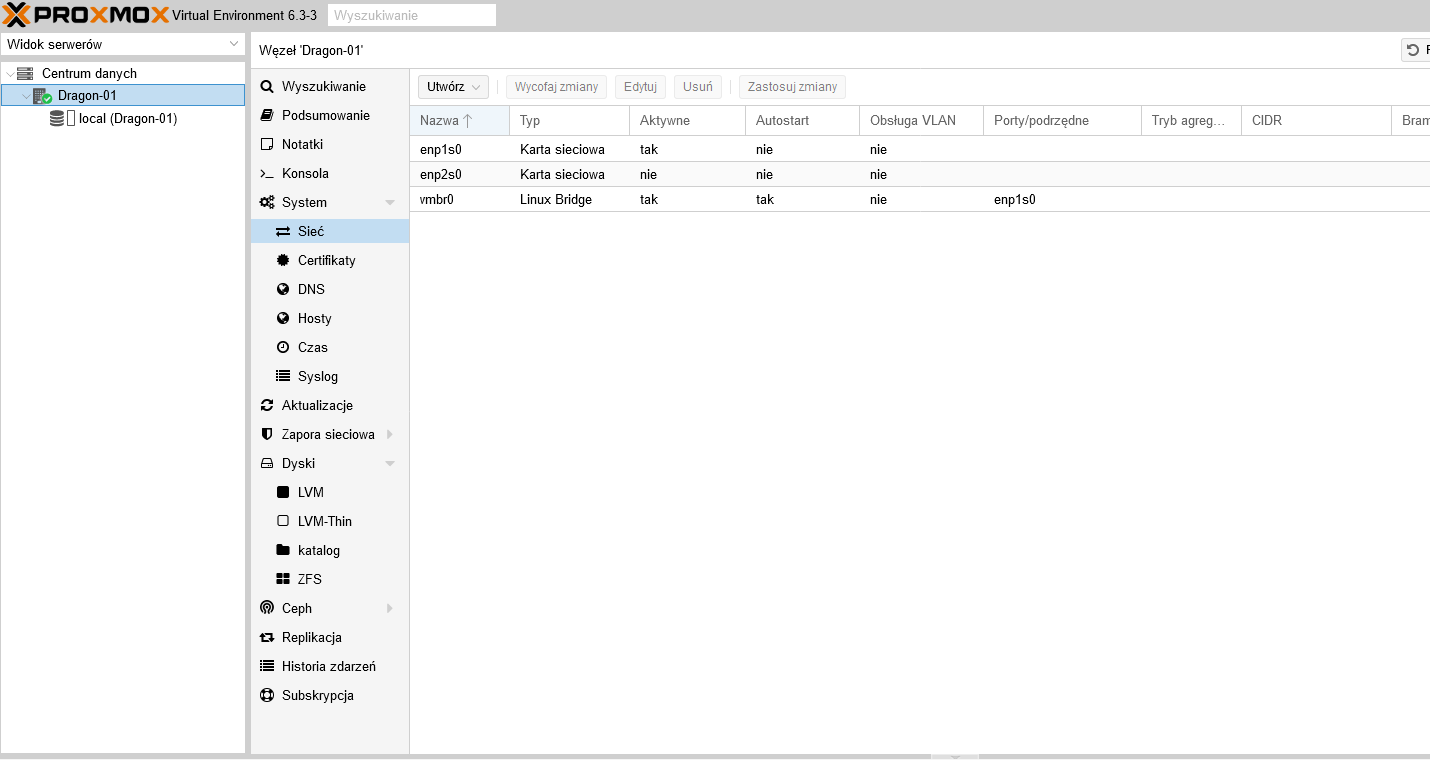 PROXMOX Virtual Environment 6.3-3 Wyszukiwanie
Widok serwerów
Centrum danych
Dragon-01
local (Dragon-01)
Węzeł 'Dragon-01'
Wyszukiwanie
Podsumowanie
Notatki
Konsola
System
Sieć
Certifikaty
DNS
Hosty
Czas
Syslog
Aktualizacje
Zapora sieciowa
Dyski
LVM
LVM-Thin
katalog
ZFS
Ceph
Replikacja
Historia zdarzeń
Subskrypcja
Utwórz Wycofaj zmiany Edytuj Usuń Zastosuj zmiany
Nazwa Typ Aktywne Autostart Obsługa VLAN Porty/podrzędne Tryb agreg... CIDR Bram
enp1s0 Karta sieciowa tak nie nie
enp2s0 Karta sieciowa nie nie nie
vmbr0 Linux Bridge tak tak nie enp1s0